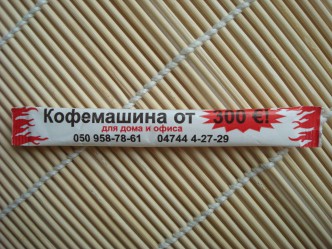 Кофемашина от 300 €!
для дома и офиса
050 958-78-61 04744 4-27-29